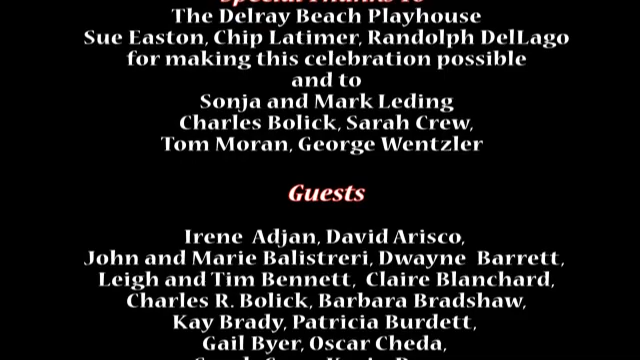 Special Thanks To
The Delray Beach Playhouse
Sue Easton, Chip Latimer, Randolph DelLago
for making this celebration possible
and to
Sonja and Mark Leding
Charles Bolick, Sarah Crew,
Tom Moran, George Wentzler
Guests
Irene Adjan, David Arisco,
John and Marie Balistreri, Dwayne Barrett,
Leigh and Tim Bennett, Claire Blanchard,
Charles R. Bolick, Barbara Bradshaw,
Kay Brady, Patricia Burdett,
Gail Byer, Oscar Cheda,